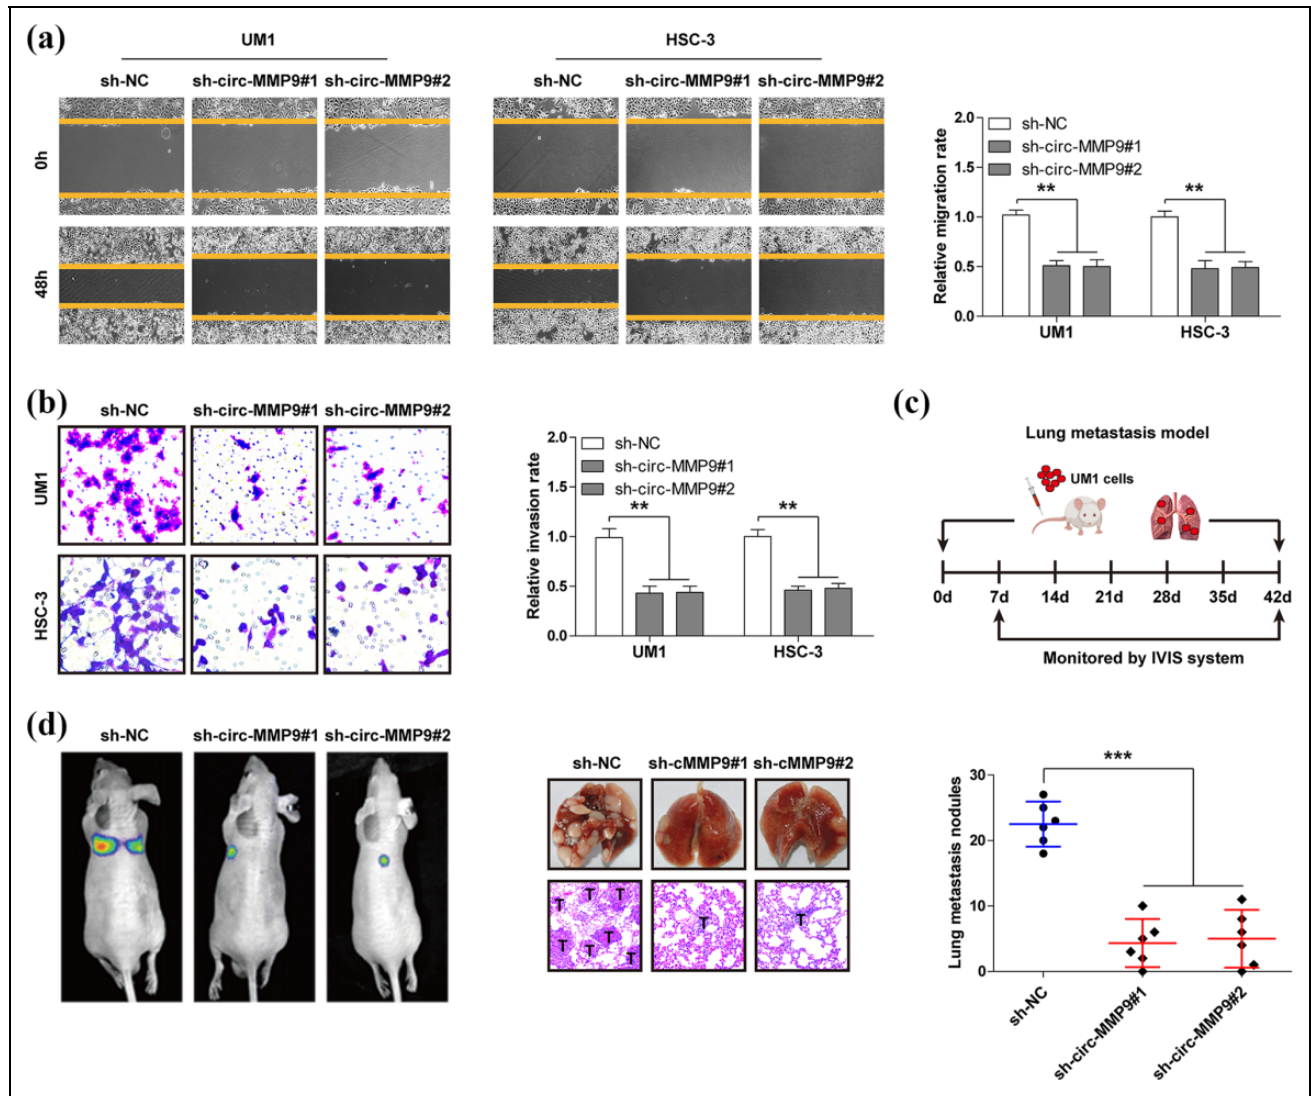 (a)
UM1
HSC-3
sh-NC sh-circ-MMP9#1 sh-circ-MMP9#2
sh-NC sh-circ-MMP9#1 sh-circ-MMP9#2
0h
48h
Relative migration rate
2.0
1.5
1.0
0.5
0.0
sh-NC
sh-circ-MMP9#1
sh-circ-MMP9#2
**
**
UM1
HSC-3
(b)
sh-NC sh-circ-MMP9#1 sh-circ-MMP9#2
UM1
HSC-3
Relative invasion rate
2.0
1.5
1.0
0.5
0.0
sh-NC
sh-circ-MMP9#1
sh-circ-MMP9#2
**
**
UM1
HSC-3
(c)
Lung metastasis model
UM1 cells
0d 7d 14d 21d 28d 35d 42d
Monitored by IVIS system
(d)
sh-NC sh-circ-MMP9#1 sh-circ-MMP9#2
sh-NC sh-cMMP9#1 sh-cMMP9#2
T T T T T T T
T
T
Lung metastasis nodules
30
20
10
0
***
sh-NC
sh-circ-MMP9#1
sh-circ-MMP9#2